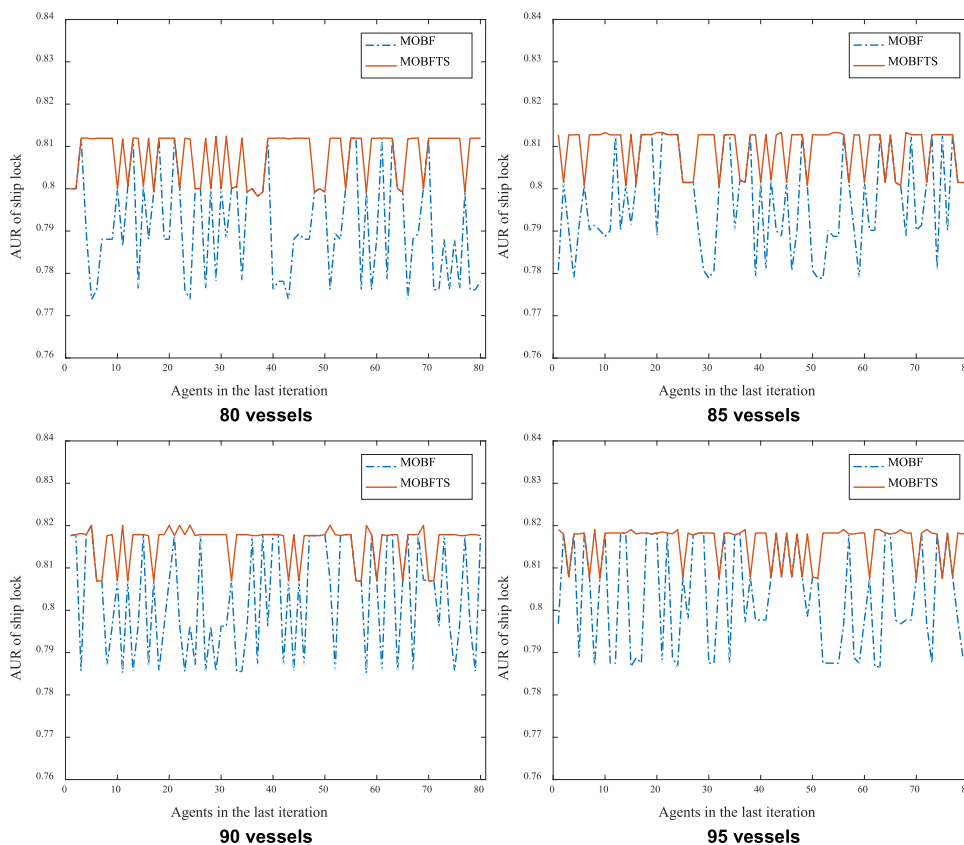 0.84
0.83
0.82
0.81
0.8
0.79
0.78
0.77
0.76
AUR of ship lock
MOBF
MOBFTS
0 10 20 30 40 50 60 70 80
Agents in the last iteration
80 vessels
0.84
0.83
0.82
0.81
0.8
0.79
0.78
0.77
0.76
AUR of ship lock
MOBF
MOBFTS
0 10 20 30 40 50 60 70 80
Agents in the last iteration
85 vessels
0.84
0.83
0.82
0.81
0.8
0.79
0.78
0.77
0.76
AUR of ship lock
MOBF
MOBFTS
0 10 20 30 40 50 60 70 80
Agents in the last iteration
90 vessels
0.84
0.83
0.82
0.81
0.8
0.79
0.78
0.77
0.76
AUR of ship lock
MOBF
MOBFTS
0 10 20 30 40 50 60 70 80
Agents in the last iteration
95 vessels